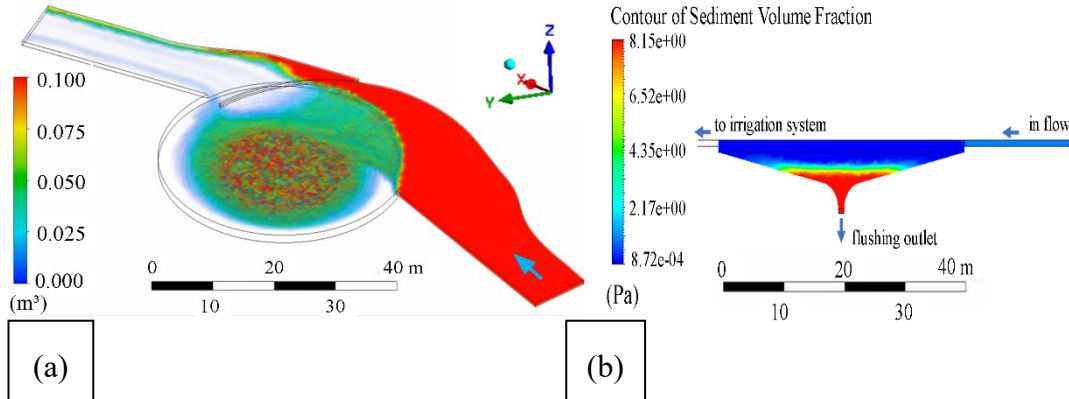 0.100
0.075
0.050
0.025
0.000
(m³)
Z
X
Y
0 20 40 m
10 30
(a)
Contour of Sediment Volume Fraction
8.15e+00
6.52e+00
4.35e+00
2.17e+00
8.72e-04
(Pa)
to irrigation system
in flow
flushing outlet
0 20 40 m
10 30
(b)